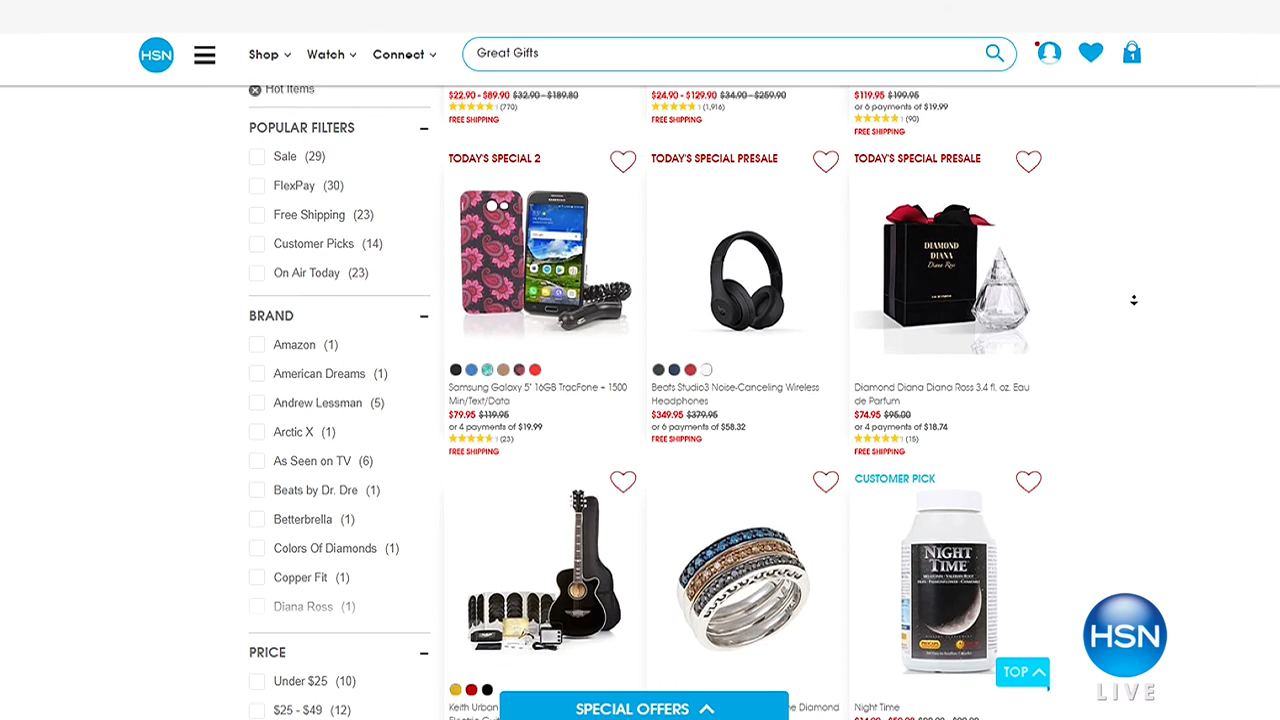 HSN
Shop
Watch
Connect
Great Gifts
1
Hot Items
POPULAR FILTERS
Sale (29)
FlexPay (30)
Free Shipping (23)
Customer Picks (14)
On Air Today (23)
BRAND
Amazon (1)
American Dreams (1)
Andrew Lessman (5)
Arctic X (1)
As Seen on TV (6)
Beats by Dr. Dre (1)
Betterbrella (1)
Colors Of Diamonds (1)
Copper Fit (1)
Diana Ross (1)
PRICE
Under $25 (10)
$25 - $49 (12)
$22.90 - $89.90 $32.90 - $189.80
(770)
FREE SHIPPING
$24.90 - $129.90 $34.90 - $259.90
(1,916)
FREE SHIPPING
$119.95 $199.95
or 6 payments of $19.99
(90)
FREE SHIPPING
TODAY'S SPECIAL 2
Samsung Galaxy 5" 16GB TracFone + 1500
Min/Text/Data
$79.95 $119.95
or 4 payments of $19.99
(23)
FREE SHIPPING
TODAY'S SPECIAL PRESALE
Beats Studio3 Noise-Canceling Wireless
Headphones
$349.95 $379.95
or 6 payments of $58.32
FREE SHIPPING
TODAY'S SPECIAL PRESALE
DIAMOND
DIANA
Diana Ross
Diamond Diana Diana Ross 3.4 fl. oz. Eau
de Parfum
$74.95 $95.00
or 4 payments of $18.74
(15)
FREE SHIPPING
Keith Urban
CUSTOMER PICK
NIGHT
TIME
MELATONIN • VALERIAN ROOT
Night Time
Diamond
SPECIAL OFFERS
TOP
HSN
LIVE